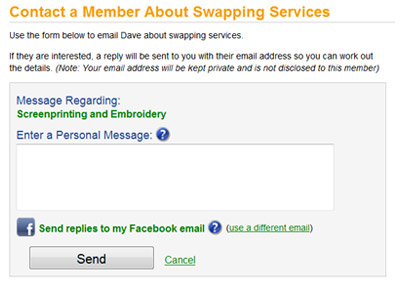 Contact a Member About Swapping Services
Use the form below to email Dave about swapping services.
If they are interested, a reply will be sent to you with their email address so you can work out
the details. (Note: Your email address will be kept private and is not disclosed to this member)
Message Regarding:
Screenprinting and Embroidery
Enter a Personal Message: ?
f Send replies to my Facebook email ? (use a different email)
Send Cancel